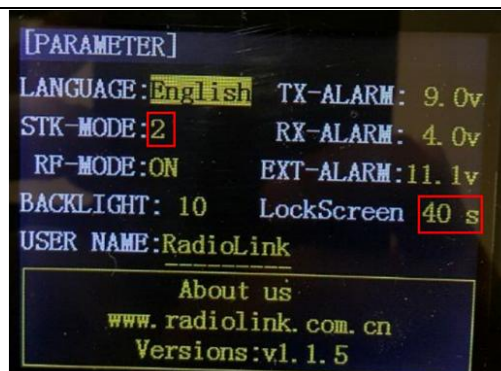 [PARAMETER]
LANGUAGE:English TX-ALARM: 9.0v
STK-MODE:2 RX-ALARM: 4.0v
RF-MODE:ON EXT-ALARM:11.1v
BACKLIGHT: 10 LockScreen 40 s
USER NAME:RadioLink
About us
www.radiolink.com.cn
Versions:v1.1.5